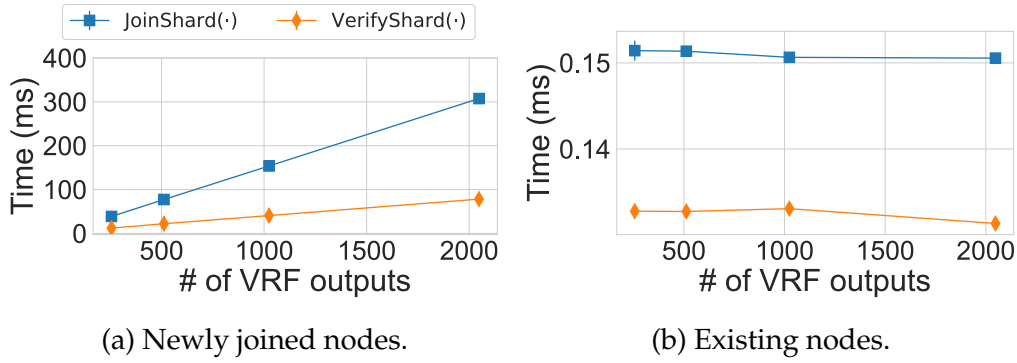 JoinShard(·) VerifyShard(·)
400
300
200
100
0
Time (ms)
500 1000 1500 2000
# of VRF outputs
(a) Newly joined nodes.
0.15
0.14
Time (ms)
500 1000 1500 2000
# of VRF outputs
(b) Existing nodes.